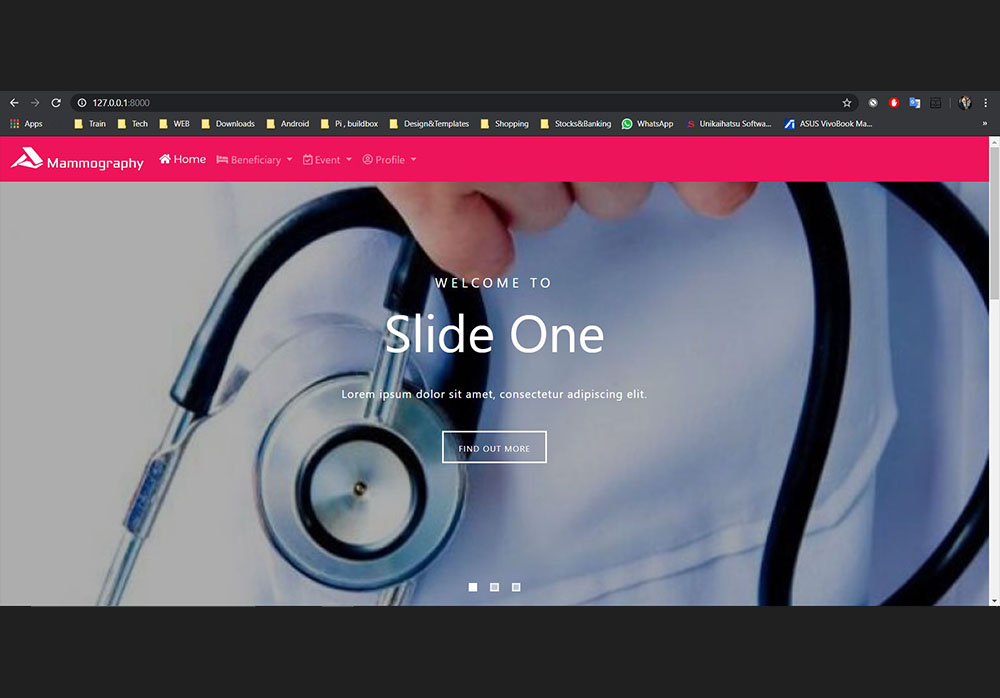 127.0.0.1:8000
Apps Train Tech WEB Downloads Android Pi , buildbox Design&Templates Shopping Stocks&Banking WhatsApp Unikaihatsu Softwa... ASUS VivoBook Ma... »
Mammography Home Beneficiary Event Profile
WELCOME TO
Slide One
Lorem ipsum dolor sit amet, consectetur adipiscing elit.
FIND OUT MORE